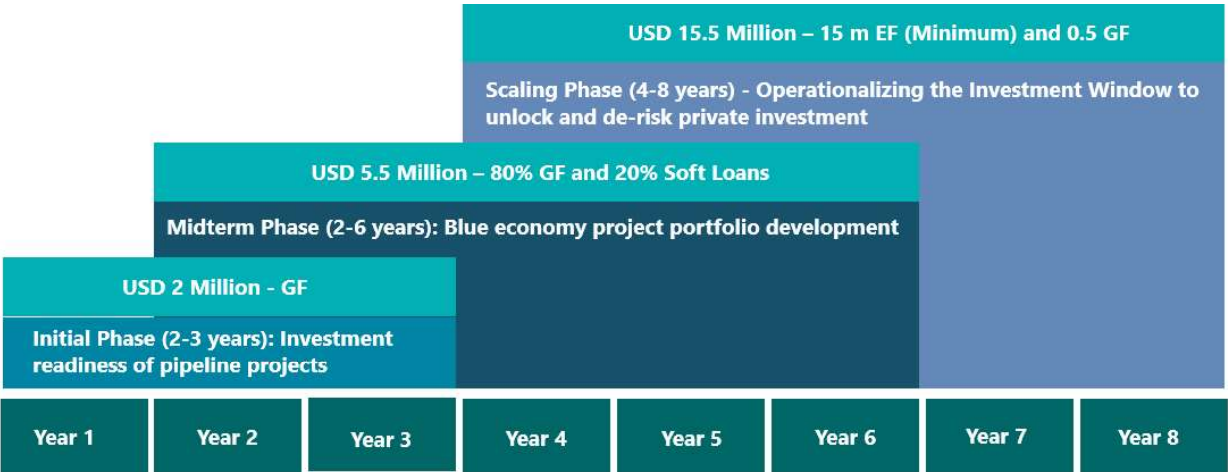 USD 15.5 Million – 15 m EF (Minimum) and 0.5 GF
Scaling Phase (4-8 years) - Operationalizing the Investment Window to
unlock and de-risk private investment
USD 5.5 Million – 80% GF and 20% Soft Loans
Midterm Phase (2-6 years): Blue economy project portfolio development
USD 2 Million - GF
Initial Phase (2-3 years): Investment
readiness of pipeline projects
Year 1
Year 2
Year 3
Year 4
Year 5
Year 6
Year 7
Year 8